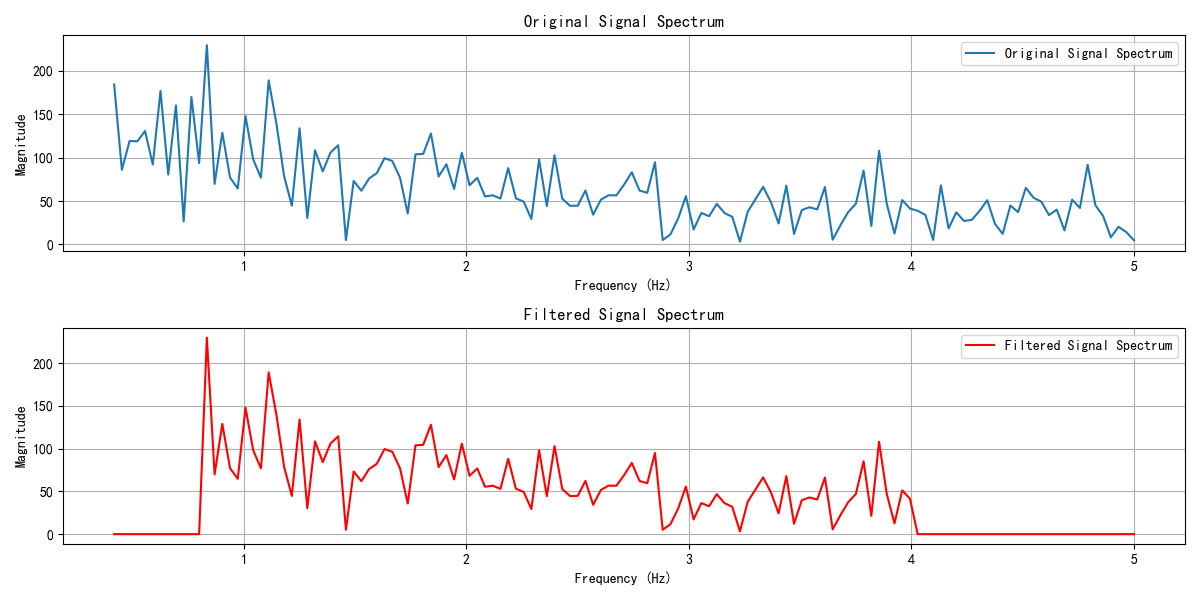 Original Signal Spectrum
Original Signal Spectrum
Magnitude
200
150
100
50
0
1 2 3 4 5
Frequency (Hz)
Filtered Signal Spectrum
Filtered Signal Spectrum
Magnitude
200
150
100
50
0
1 2 3 4 5
Frequency (Hz)